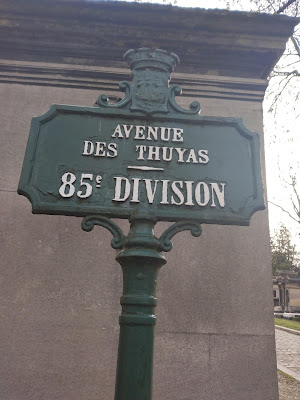 AVENUE
DES THUYAS
85e DIVISION